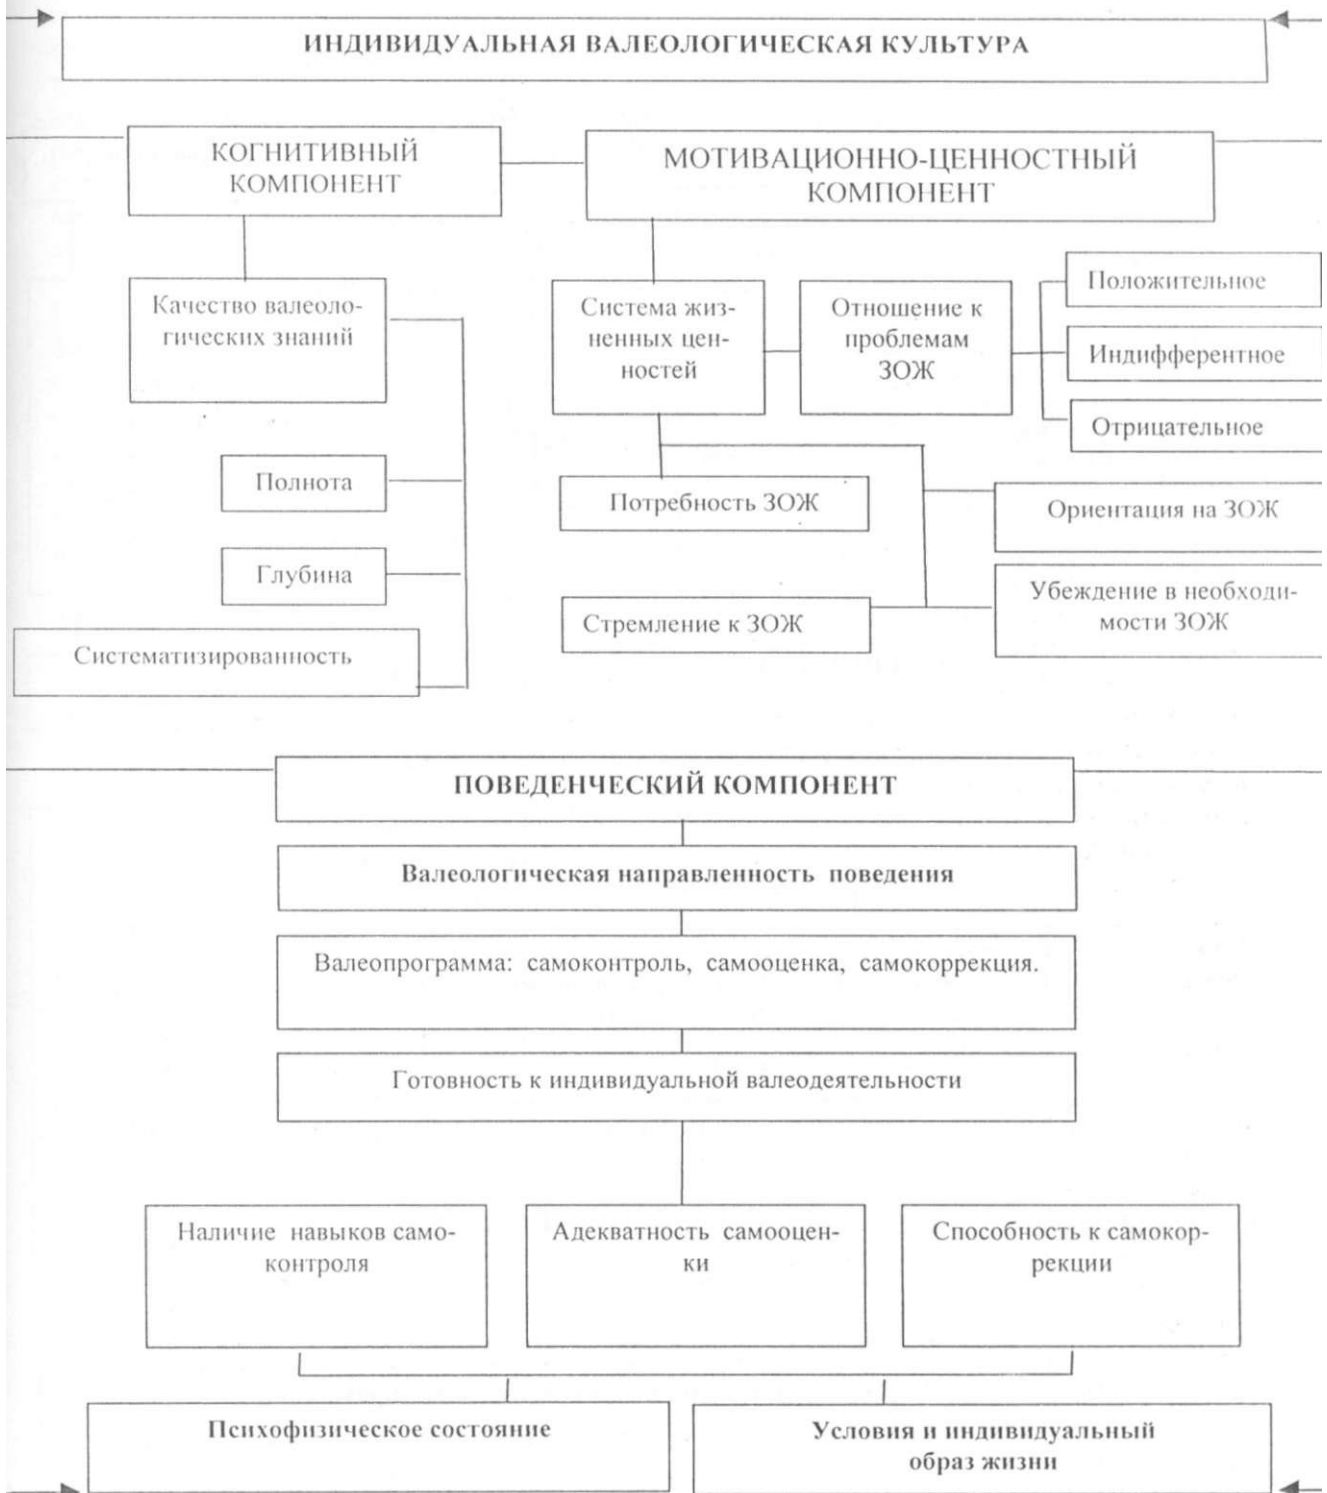 ИНДИВИДУАЛЬНАЯ ВАЛЕОЛОГИЧЕСКАЯ КУЛЬТУРА
КОГНИТИВНЫЙ
КОМПОНЕНТ
МОТИВАЦИОННО-ЦЕННОСТНЫЙ
КОМПОНЕНТ
Качество валеоло-
гических знаний
Полнота
Глубина
Систематизированность
Система жиз-
ненных цен-
ностей
Отношение к
проблемам
ЗОЖ
Положительное
Индифферентное
Отрицательное
Потребность ЗОЖ
Ориентация на ЗОЖ
Стремление к ЗОЖ
Убеждение в необходи-
мости ЗОЖ
ПОВЕДЕНЧЕСКИЙ КОМПОНЕНТ
Валеологическая направленность поведения
Валеопрограмма: самоконтроль, самооценка, самокоррекция.
Готовность к индивидуальной валеодеятельности
Наличие навыков само-
контроля
Адекватность самооцен-
ки
Способность к самокор-
рекции
Психофизическое состояние
Условия и индивидуальный
образ жизни